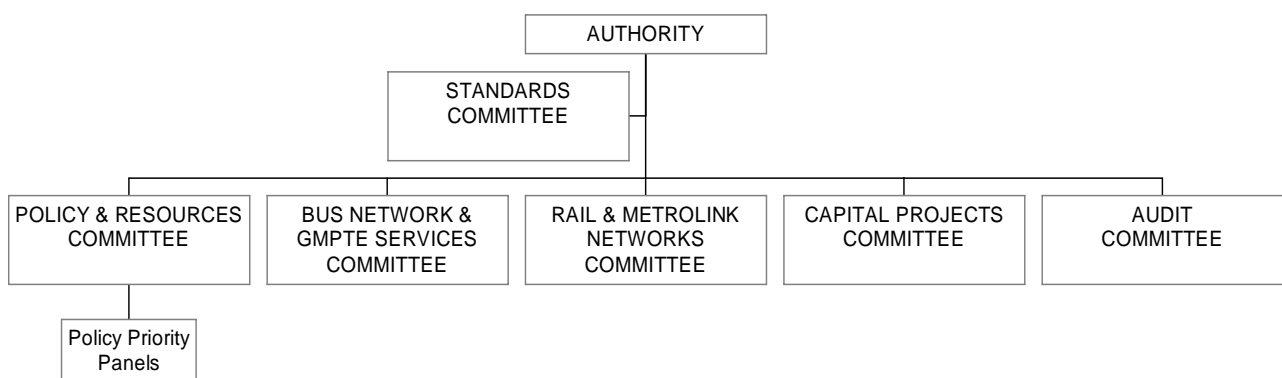 AUTHORITY
STANDARDS
COMMITTEE
POLICY & RESOURCES
COMMITTEE
BUS NETWORK &
GMPTE SERVICES
COMMITTEE
RAIL & METROLINK
NETWORKS
COMMITTEE
CAPITAL PROJECTS
COMMITTEE
AUDIT
COMMITTEE
Policy Priority
Panels